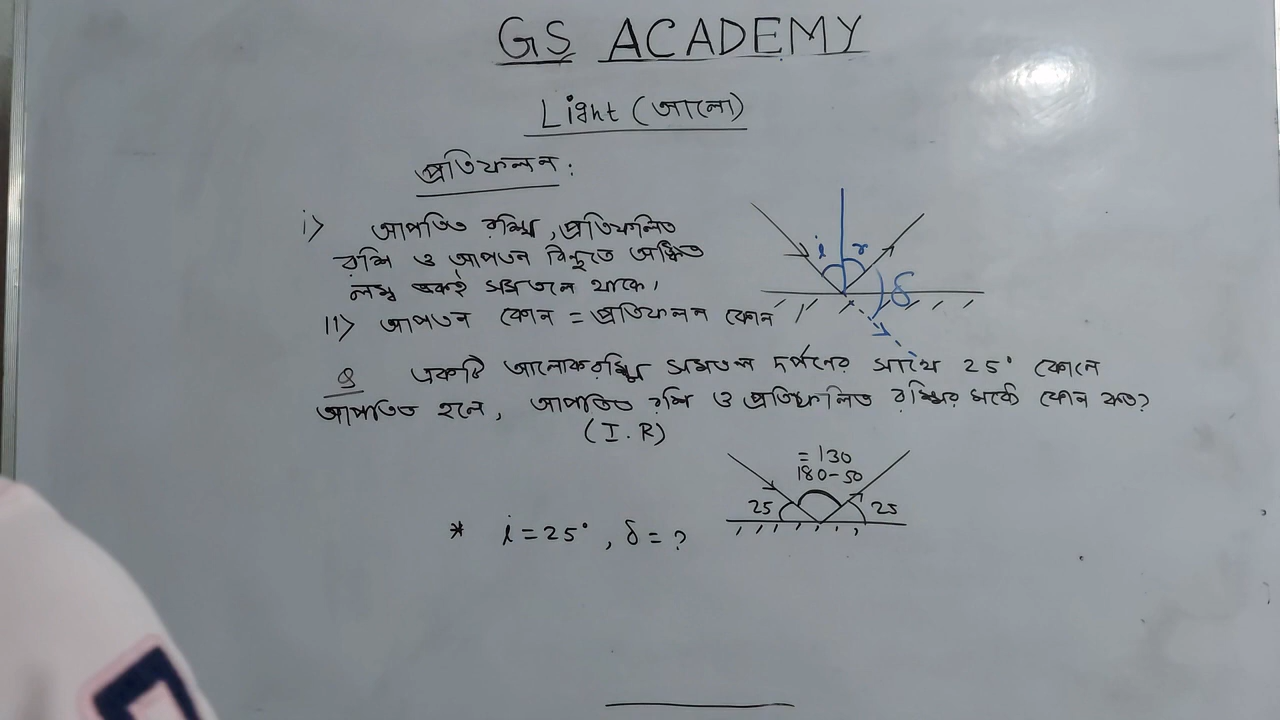 GS ACADEMY
Light (আলো)
প্রতিফলন :
i> আপতিত রশ্মি, প্রতিফলিত
রশ্মি ও আপতন বিন্দুতে অঙ্কিত
লম্ব একই সমতলে থাকে।
II> আপতন কোন = প্রতিফলন কোন
i r
δ
Q একটি আলোকরশ্মি সমতল দর্পনের সাথে 25° কোনে
আপতিত হলে, আপতিত রশ্মি ও প্রতিফলিত রশ্মির মধ্যে কোন কত?
(I.R)
= 130
180-50
25 25
* i = 25°, δ = ?